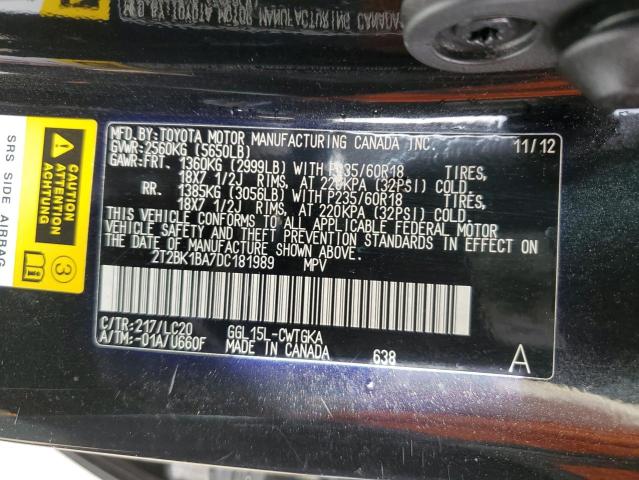 MFD. BY: TOYOTA MOTOR MANUFACTURING CANADA INC. 11/12
GVWR: 2560KG (5650LB)
GAWR: FRT. 1360KG (2999LB) WITH P235/60R18 TIRES,
18X7 1/2J RIMS, AT 220KPA (32PSI) COLD.
RR. 1385KG (3056LB) WITH P235/60R18 TIRES,
18X7 1/2J RIMS, AT 220KPA (32PSI) COLD.
THIS VEHICLE CONFORMS TO ALL APPLICABLE FEDERAL MOTOR
VEHICLE SAFETY AND THEFT PREVENTION STANDARDS IN EFFECT ON
THE DATE OF MANUFACTURE SHOWN ABOVE.
2T2BK1BA7DC181989 MPV
C/TR: 217/LC20 GGL15L-CWTGKA
A/TM: -01A/U660F MADE IN CANADA 638 A
SRS SIDE AIRBAG
CAUTION
ATTENTION
ACHTUNG
3